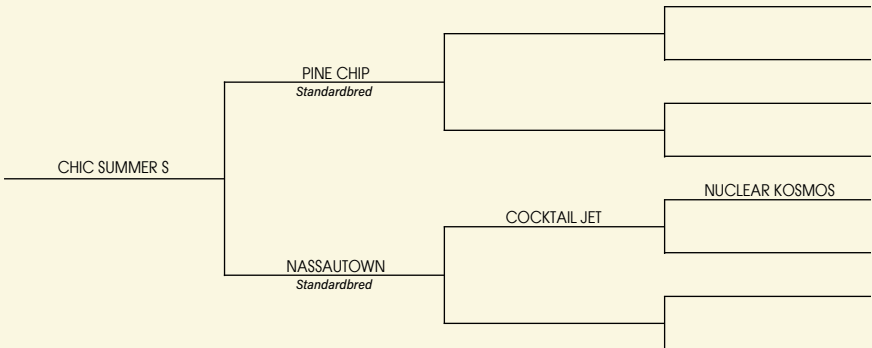 PINE CHIP
Standardbred
CHIC SUMMER S
NUCLEAR KOSMOS
COCKTAIL JET
NASSAUTOWN
Standardbred